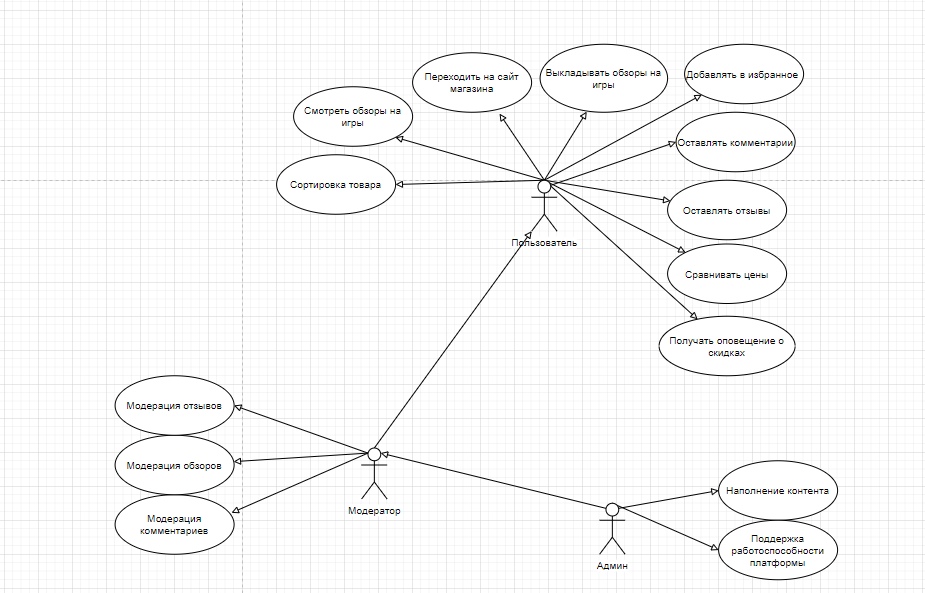 Переходить на сайт
магазина
Выкладывать обзоры на
игры
Добавлять в избранное
Смотреть обзоры на
игры
Оставлять комментарии
Сортировка товара
Оставлять отзывы
Пользователь
Сравнивать цены
Получать оповещение о
скидках
Модерация отзывов
Модерация обзоров
Модерация
комментариев
Модератор
Наполнение контента
Поддержка
работоспособности
платформы
Админ